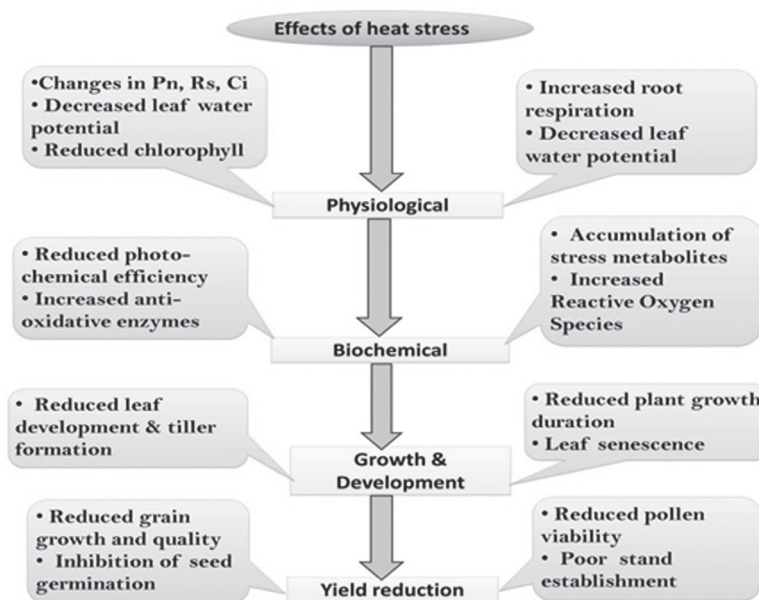 Effects of heat stress
•Changes in Pn, Rs, Ci
• Decreased leaf water
potential
• Reduced chlorophyll
• Increased root
respiration
• Decreased leaf
water potential
Physiological
• Reduced photo-
chemical efficiency
• Increased anti-
oxidative enzymes
• Accumulation of
stress metabolites
• Increased
Reactive Oxygen
Species
Biochemical
• Reduced leaf
development & tiller
formation
• Reduced plant growth
duration
• Leaf senescence
Growth &
Development
• Reduced grain
growth and quality
• Inhibition of seed
germination
• Reduced pollen
viability
• Poor stand
establishment
Yield reduction